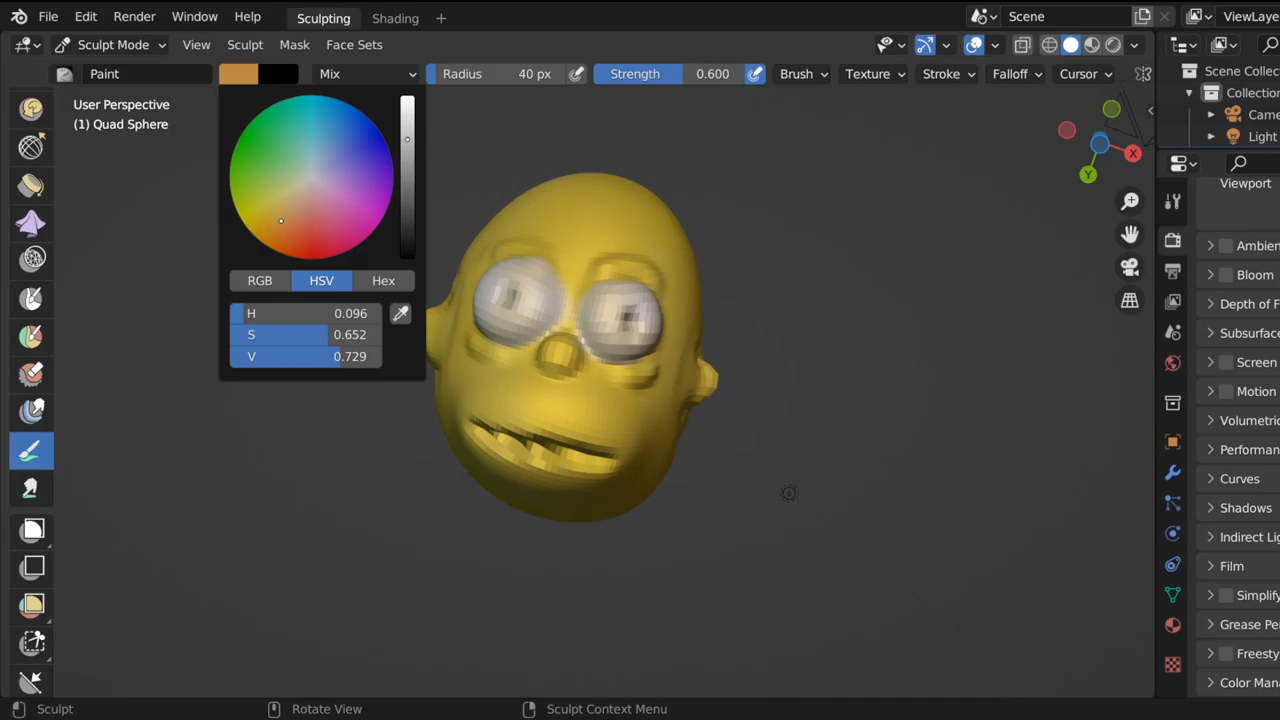 File Edit Render Window Help Sculpting Shading + Scene ViewLaye
Sculpt Mode View Sculpt Mask Face Sets
Paint Mix Radius 40 px Strength 0.600 Brush Texture Stroke Falloff Cursor
Scene Collec
Collection
Came
Light
User Perspective
(1) Quad Sphere
X
Y
RGB HSV Hex
H 0.096
S 0.652
V 0.729
Viewport
Ambien
Bloom
Depth of F
Subsurface
Screen
Motion
Volumetric
Performan
Curves
Shadows
Indirect Lig
Film
Simplify
Grease Pe
Freesty
Color Man
Sculpt Rotate View Sculpt Context Menu